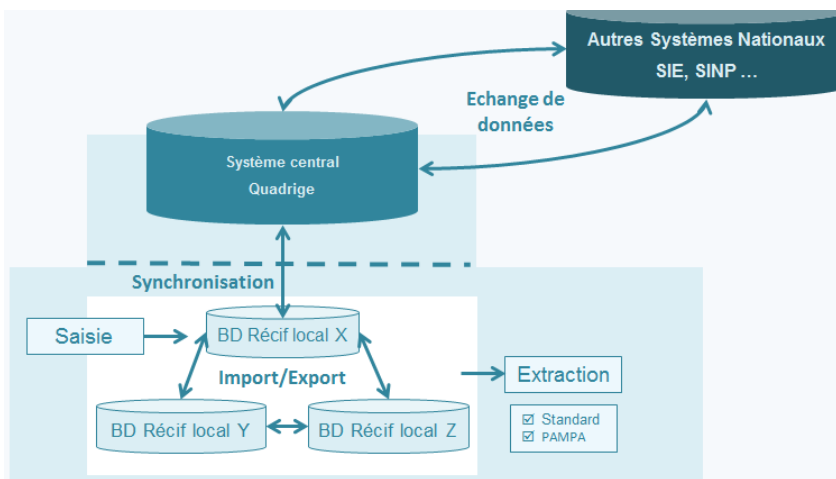 Autres Systèmes Nationaux
SIE, SINP ...
Echange de
données
Système central
Quadrige
Synchronisation
Saisie
BD Récif local X
Import/Export
Extraction
BD Récif local Y
BD Récif local Z
☑ Standard
☑ PAMPA